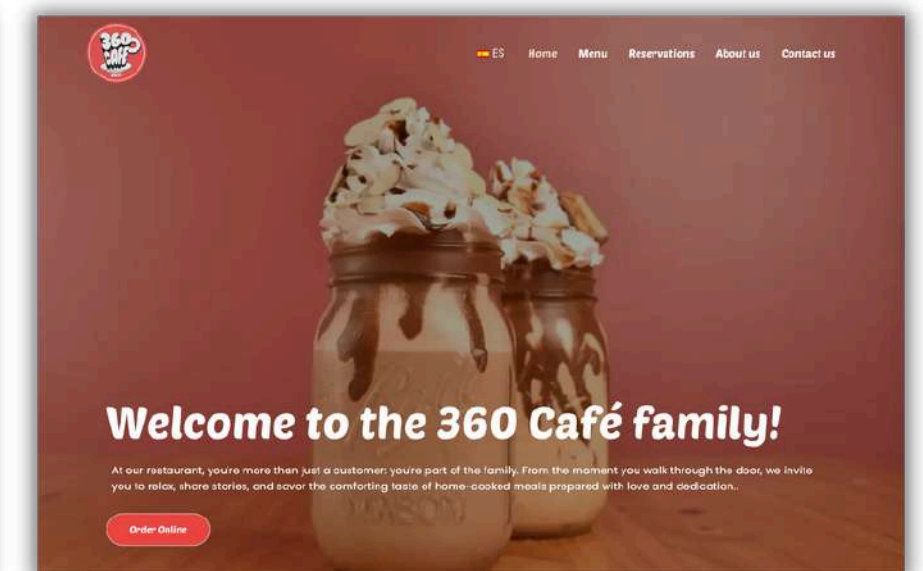 360
CAFÉ
ES
Home
Menu
Reservations
About us
Contact us
Welcome to the 360 Café family!
At our restaurant, you're more than just a customer: you're part of the family. From the moment you walk through the door, we invite
you to relax, share stories, and savor the comforting taste of home-cooked meals prepared with love and dedication..
Order Online